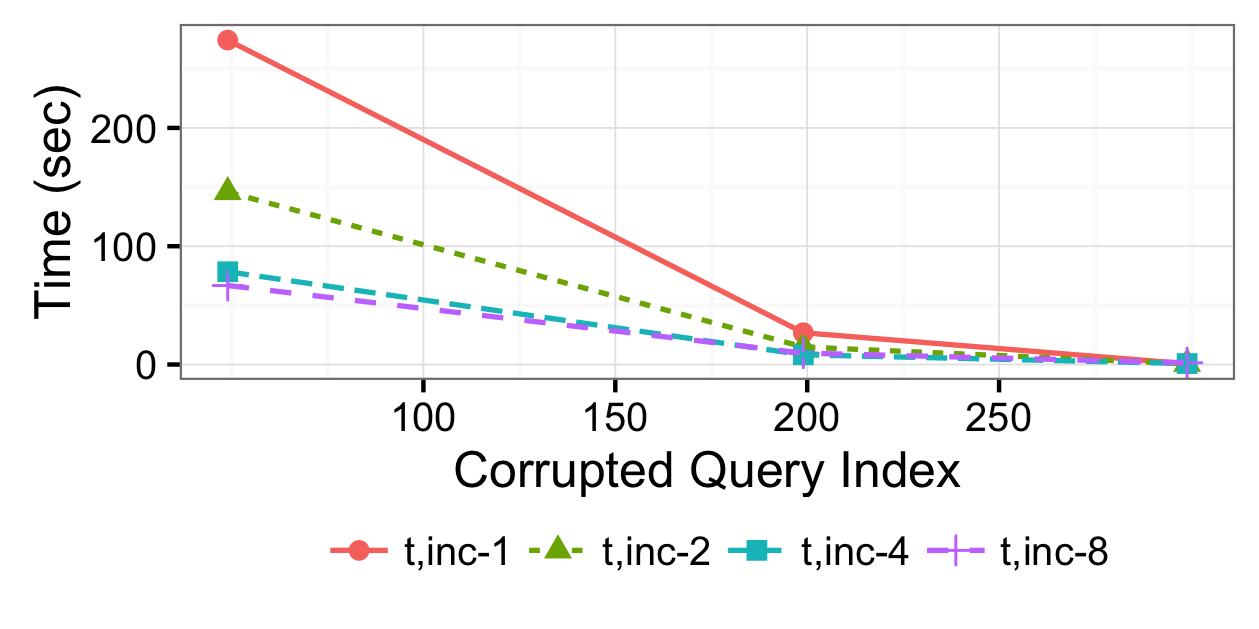 Time (sec)
200
100
0
100 150 200 250
Corrupted Query Index
t,inc-1 t,inc-2 t,inc-4 t,inc-8